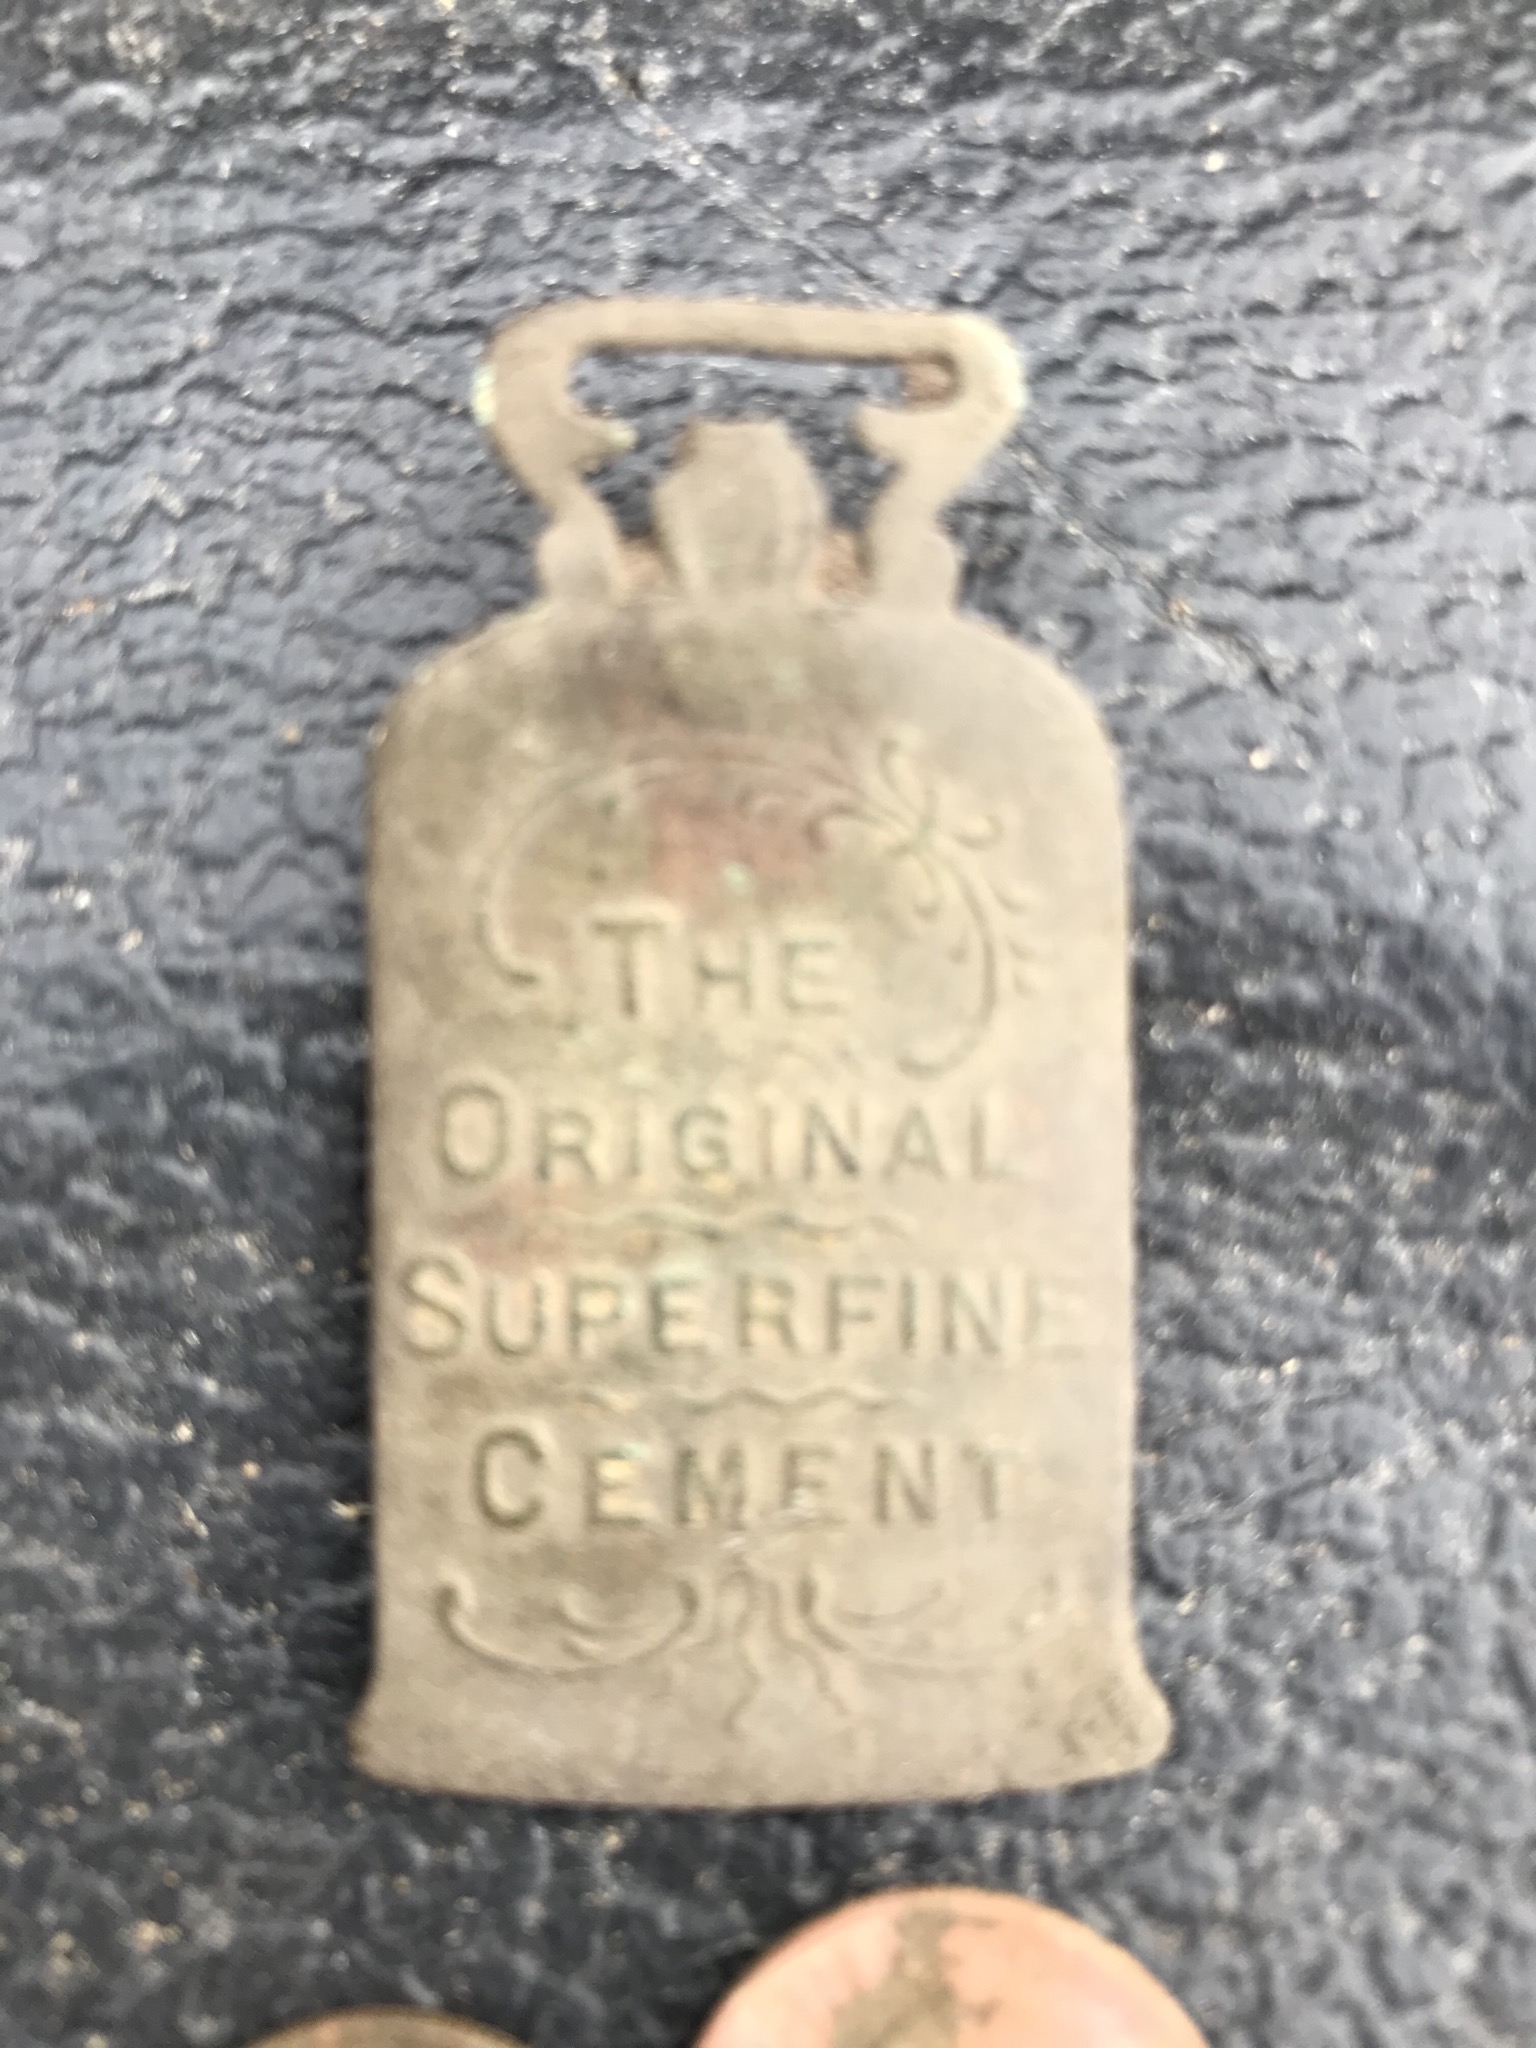 THE
ORIGINAL
SUPERFINE
CEMENT